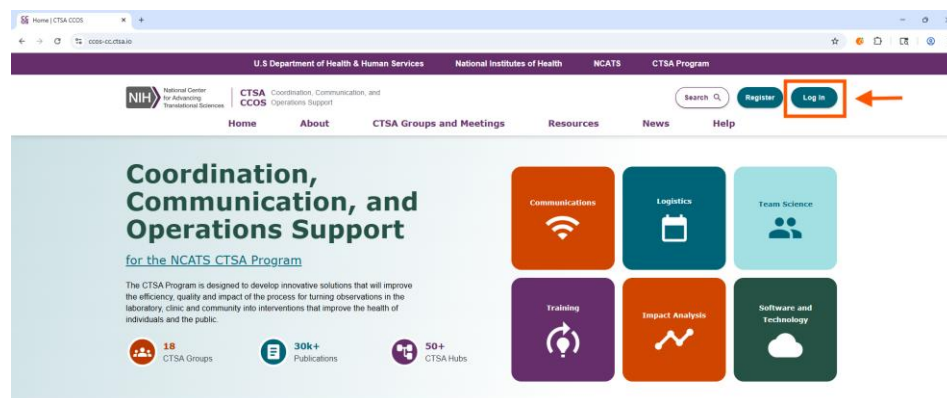 Home | CTSA CCOS
ccos-cc.ctsa.io
U.S Department of Health & Human Services National Institutes of Health NCATS CTSA Program
NIH National Center for Advancing Translational Sciences
CTSA CCOS
Coordination, Communication, and
Operations Support
Search
Register
Log In
Home About CTSA Groups and Meetings Resources News Help
Coordination,
Communication, and
Operations Support
for the NCATS CTSA Program
The CTSA Program is designed to develop innovative solutions that will improve
the efficiency, quality and impact of the process for turning observations in the
laboratory, clinic and community into interventions that improve the health of
individuals and the public.
18
CTSA Groups
30k+
Publications
50+
CTSA Hubs
Communications
Logistics
Team Science
Training
Impact Analysis
Software and
Technology